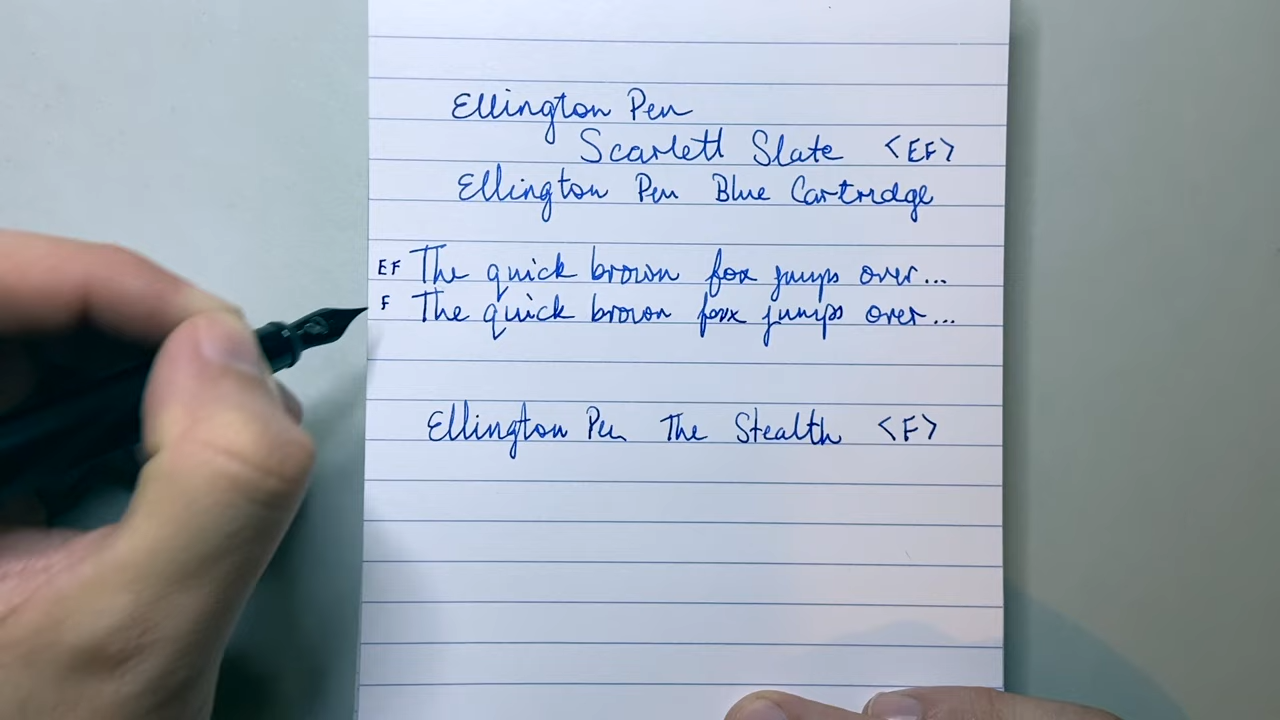 Ellington Pen
Scarlett Slate <EF>
Ellington Pen Blue Cartridge
EF The quick brown fox jumps over...
F The quick brown fox jumps over...
Ellington Pen The Stealth <F>